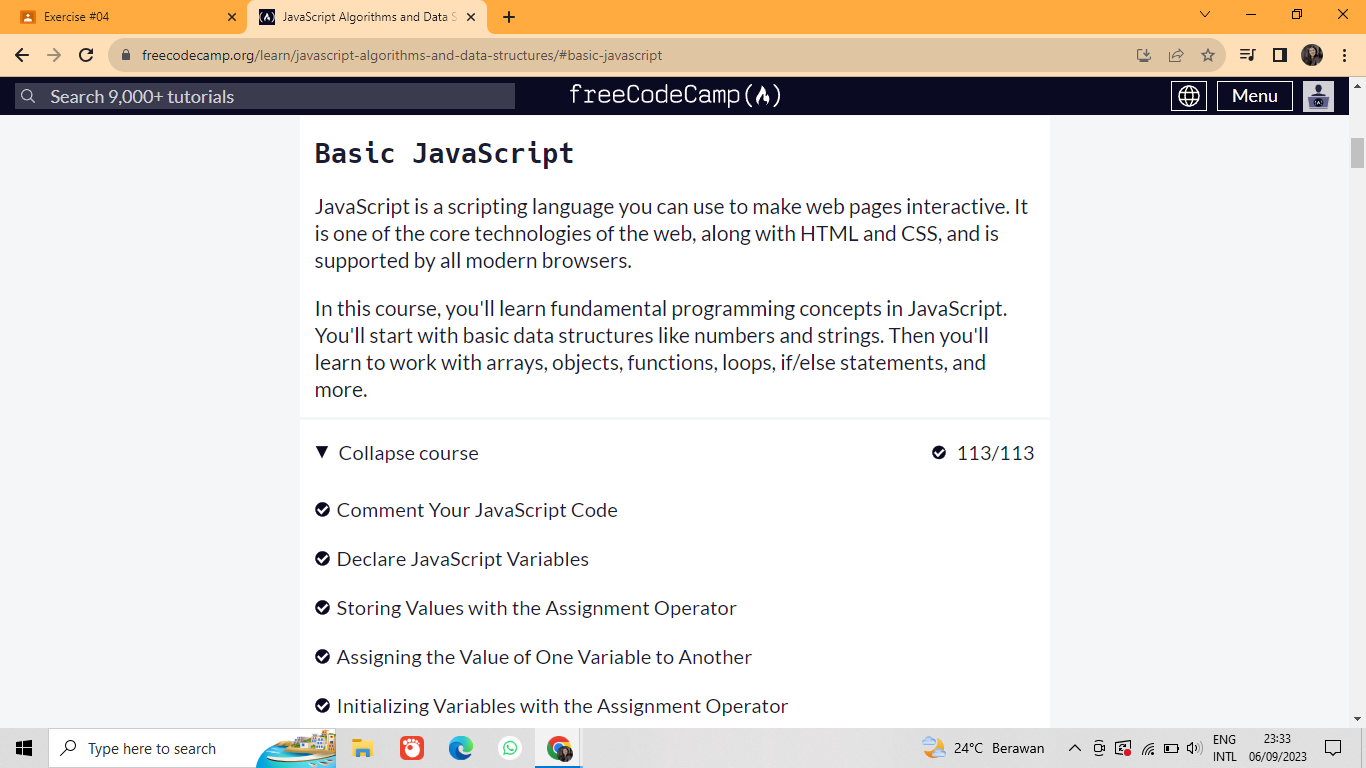 Exercise #04
JavaScript Algorithms and Data S
freecodecamp.org/learn/javascript-algorithms-and-data-structures/#basic-javascript
Search 9,000+ tutorials
freeCodeCamp
Menu
Basic JavaScript
JavaScript is a scripting language you can use to make web pages interactive. It
is one of the core technologies of the web, along with HTML and CSS, and is
supported by all modern browsers.
In this course, you'll learn fundamental programming concepts in JavaScript.
You'll start with basic data structures like numbers and strings. Then you'll
learn to work with arrays, objects, functions, loops, if/else statements, and
more.
Collapse course 113/113
Comment Your JavaScript Code
Declare JavaScript Variables
Storing Values with the Assignment Operator
Assigning the Value of One Variable to Another
Initializing Variables with the Assignment Operator
Type here to search
24°C Berawan
ENG
INTL
23:33
06/09/2023